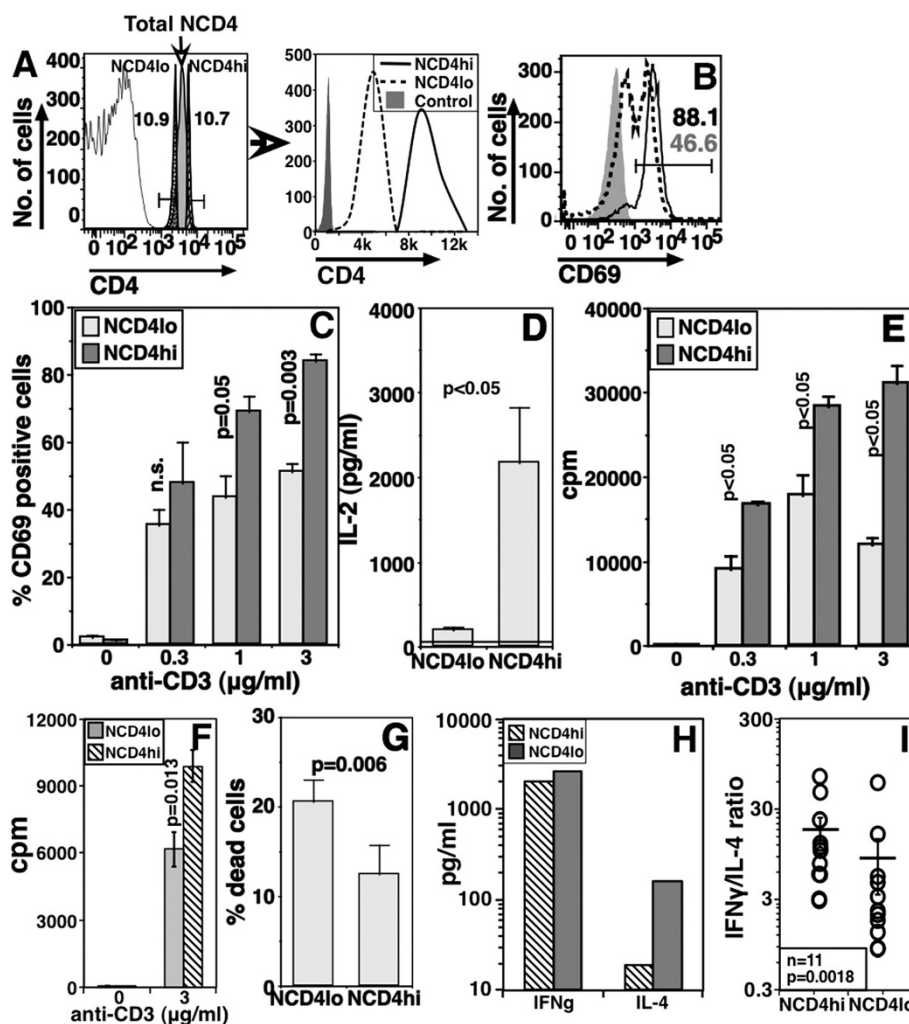 Total NCD4
A
NCD4lo
NCD4hi
10.9
10.7
400
300
200
100
0
No. of cells
0 10² 10³ 10⁴ 10⁵
CD4
500
400
300
200
100
0
NCD4hi
NCD4lo
Control
0 4k 8k 12k
CD4
B
300
200
100
0
No. of cells
88.1
46.6
0 10² 10³ 10⁴ 10⁵
CD69
C
NCD4lo
NCD4hi
% CD69 positive cells
100
80
60
40
20
0
n.s.
p=0.05
p=0.003
0 0.3 1 3
anti-CD3 (µg/ml)
D
IL-2 (pg/ml)
4000
3000
2000
1000
0
p<0.05
NCD4lo NCD4hi
E
NCD4lo
NCD4hi
cpm
40000
30000
20000
10000
0
p<0.05
p<0.05
p<0.05
0 0.3 1 3
anti-CD3 (µg/ml)
F
NCD4lo
NCD4hi
cpm
12000
9000
6000
3000
0
p=0.013
0 3
anti-CD3 (µg/ml)
G
% dead cells
30
20
10
0
p=0.006
NCD4lo NCD4hi
H
NCD4hi
NCD4lo
pg/ml
10000
1000
100
10
IFNg IL-4
I
IFNγ/IL-4 ratio
300
30
3
0.3
n=11
p=0.0018
NCD4hi NCD4lo